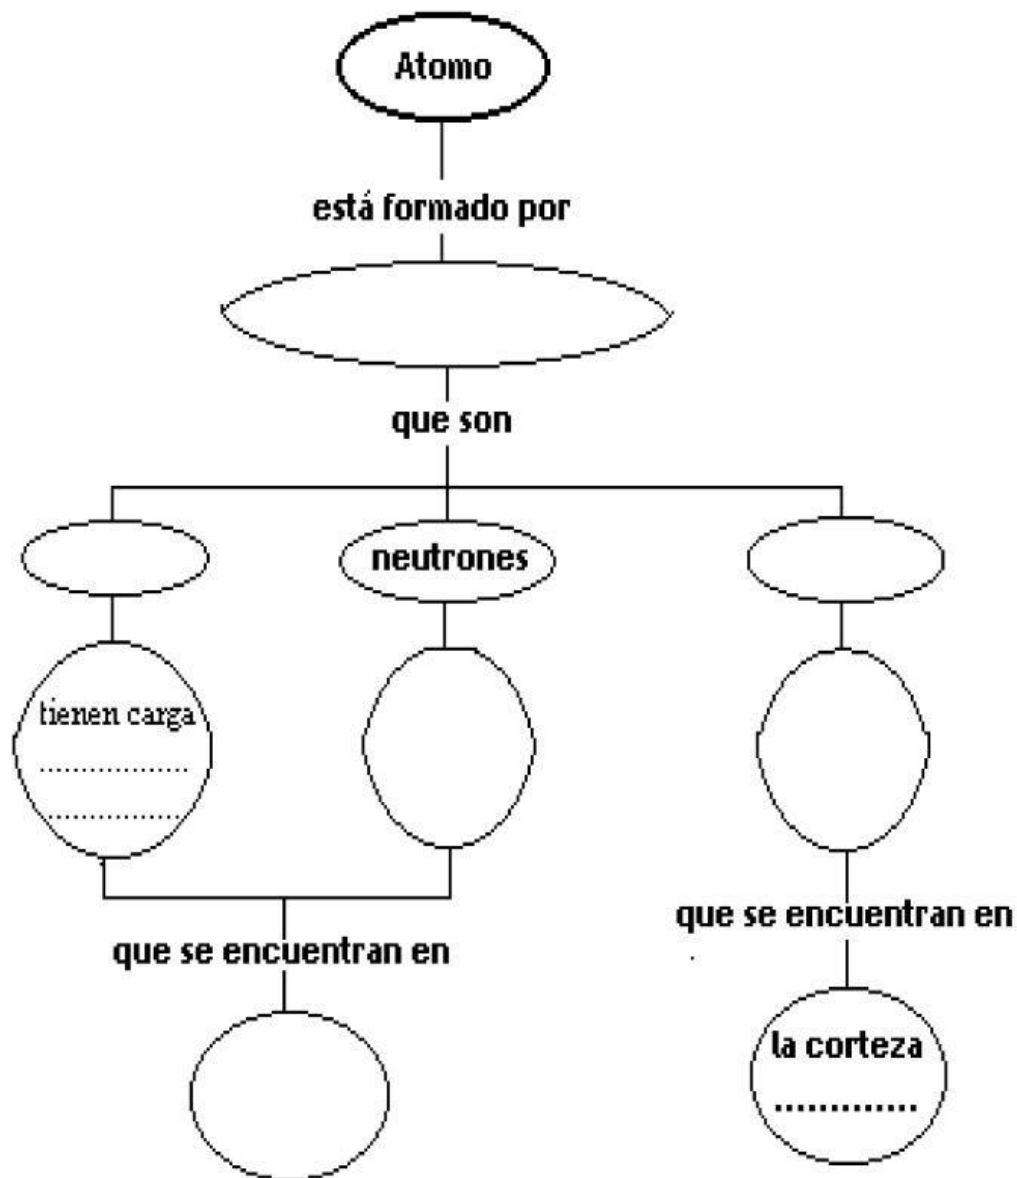 Atomo
está formado por
que son
neutrones
tienen carga
................
...............
que se encuentran en
que se encuentran en
la corteza
.............